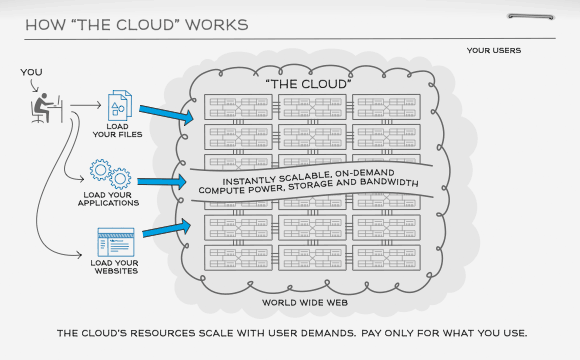 HOW "THE CLOUD" WORKS
YOUR USERS
YOU
"THE CLOUD"
LOAD
YOUR FILES
INSTANTLY SCALABLE, ON-DEMAND
COMPUTE POWER, STORAGE AND BANDWIDTH
LOAD YOUR
APPLICATIONS
LOAD YOUR
WEBSITES
WORLD WIDE WEB
THE CLOUD'S RESOURCES SCALE WITH USER DEMANDS. PAY ONLY FOR WHAT YOU USE.